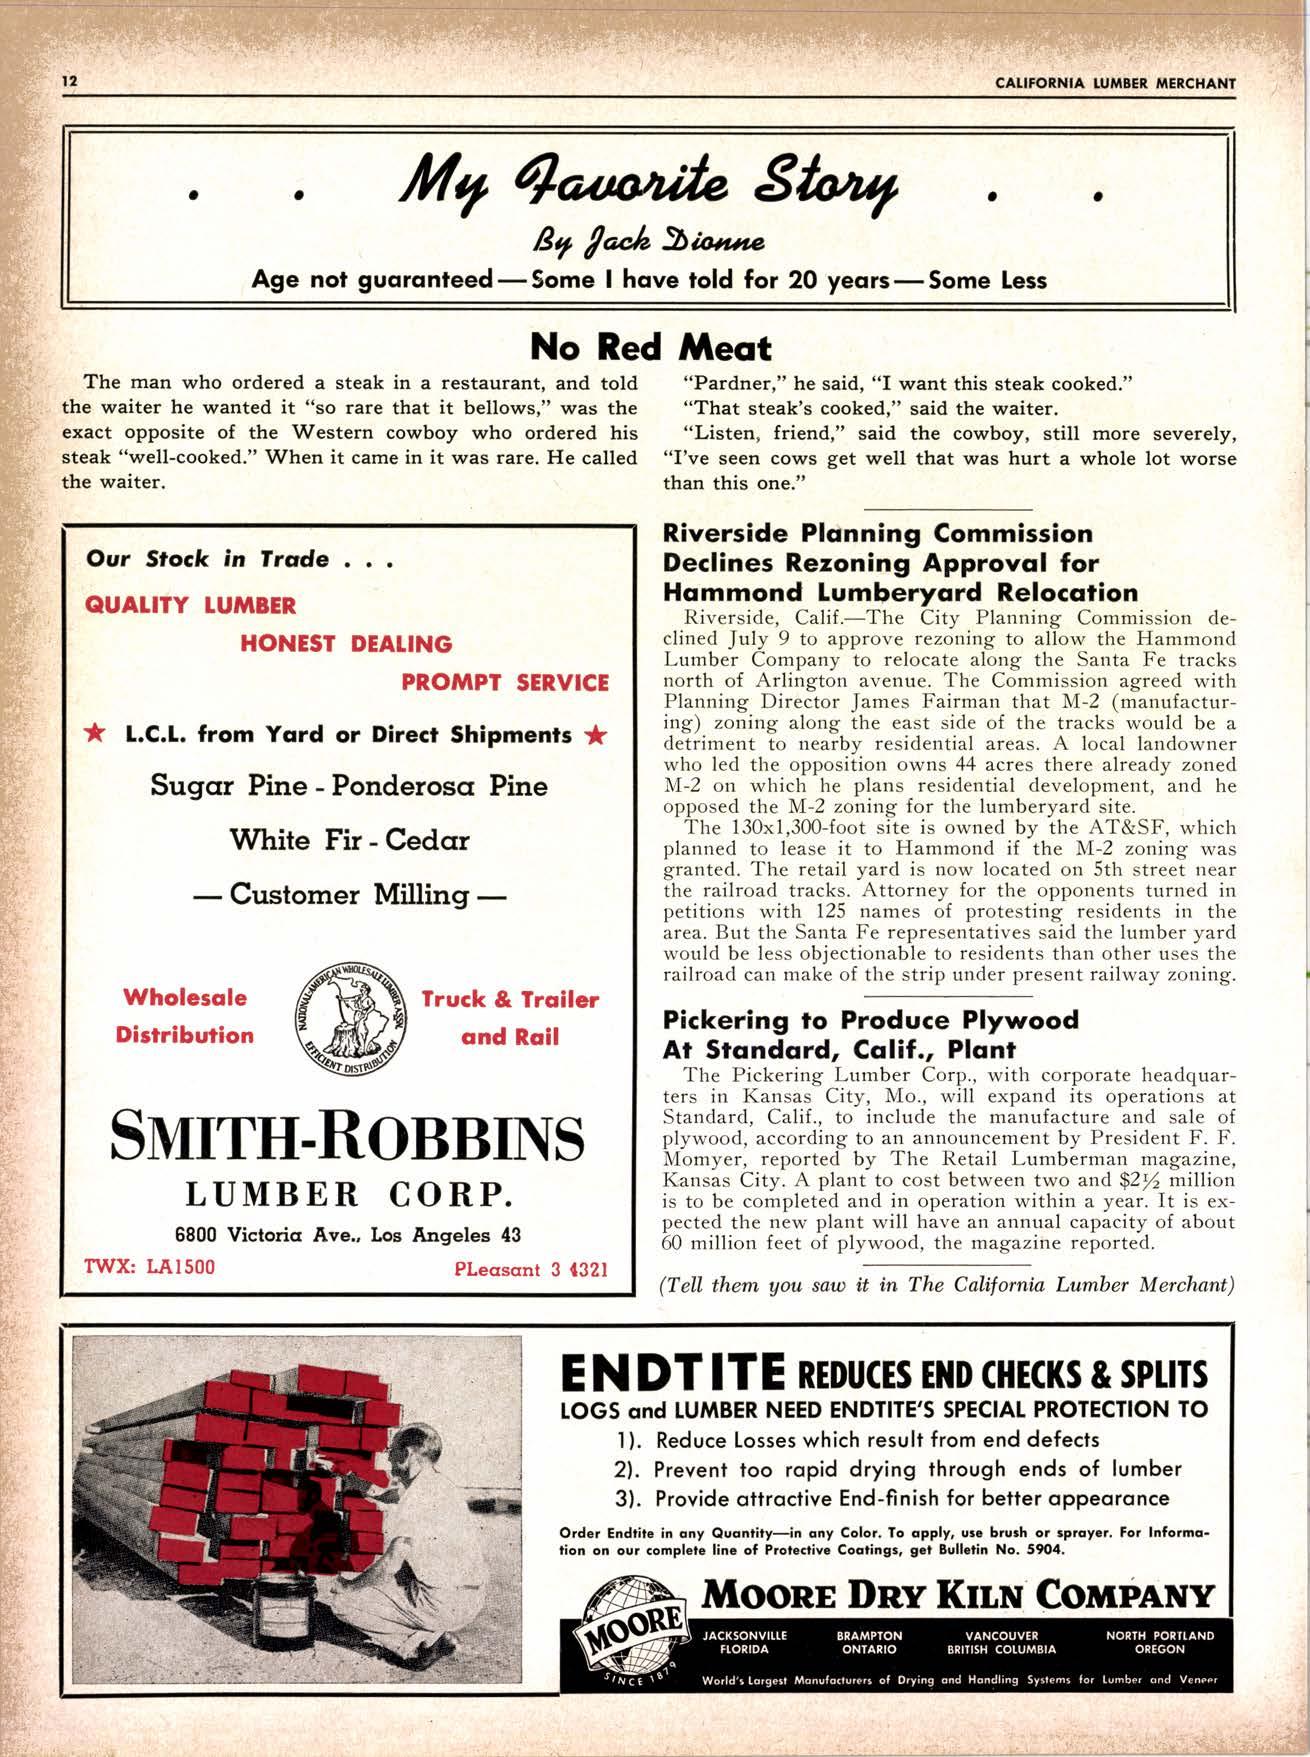 12
CALIFORNIA LUMBER MERCHANT
. . My Favorite Story . .
By Jack Dionne
Age not guaranteed—Some I have told for 20 years—Some Less
No Red Meat
The man who ordered a steak in a restaurant, and told
the waiter he wanted it “so rare that it bellows,” was the
exact opposite of the Western cowboy who ordered his
steak “well-cooked.” When it came in it was rare. He called
the waiter.
“Pardner,” he said, “I want this steak cooked.”
“That steak’s cooked,” said the waiter.
“Listen, friend,” said the cowboy, still more severely,
“I’ve seen cows get well that was hurt a whole lot worse
than this one.”
Our Stock in Trade . . .
QUALITY LUMBER
HONEST DEALING
PROMPT SERVICE
★ L.C.L. from Yard or Direct Shipments ★
Sugar Pine - Ponderosa Pine
White Fir - Cedar
— Customer Milling —
Wholesale
Distribution
NATIONAL-AMERICAN WHOLESALE LUMBER ASSN.
EFFICIENT DISTRIBUTION
Truck & Trailer
and Rail
SMITH-ROBBINS
LUMBER CORP.
6800 Victoria Ave., Los Angeles 43
TWX: LA1500
PLeasant 3 4321
Riverside Planning Commission
Declines Rezoning Approval for
Hammond Lumberyard Relocation
Riverside, Calif.—The City Planning Commission de-
clined July 9 to approve rezoning to allow the Hammond
Lumber Company to relocate along the Santa Fe tracks
north of Arlington avenue. The Commission agreed with
Planning Director James Fairman that M-2 (manufactur-
ing) zoning along the east side of the tracks would be a
detriment to nearby residential areas. A local landowner
who led the opposition owns 44 acres there already zoned
M-2 on which he plans residential development, and he
opposed the M-2 zoning for the lumberyard site.
The 130x1,300-foot site is owned by the AT&SF, which
planned to lease it to Hammond if the M-2 zoning was
granted. The retail yard is now located on 5th street near
the railroad tracks. Attorney for the opponents turned in
petitions with 125 names of protesting residents in the
area. But the Santa Fe representatives said the lumber yard
would be less objectionable to residents than other uses the
railroad can make of the strip under present railway zoning.
Pickering to Produce Plywood
At Standard, Calif., Plant
The Pickering Lumber Corp., with corporate headquar-
ters in Kansas City, Mo., will expand its operations at
Standard, Calif., to include the manufacture and sale of
plywood, according to an announcement by President F. F.
Momyer, reported by The Retail Lumberman magazine,
Kansas City. A plant to cost between two and $2½ million
is to be completed and in operation within a year. It is ex-
pected the new plant will have an annual capacity of about
60 million feet of plywood, the magazine reported.
(Tell them you saw it in The California Lumber Merchant)
ENDTITE REDUCES END CHECKS & SPLITS
LOGS and LUMBER NEED ENDTITE’S SPECIAL PROTECTION TO
1). Reduce Losses which result from end defects
2). Prevent too rapid drying through ends of lumber
3). Provide attractive End-finish for better appearance
Order Endtite in any Quantity—in any Color. To apply, use brush or sprayer. For Informa-
tion on our complete line of Protective Coatings, get Bulletin No. 5904.
MOORE
SINCE 1879
MOORE DRY KILN COMPANY
JACKSONVILLE BRAMPTON VANCOUVER NORTH PORTLAND
FLORIDA ONTARIO BRITISH COLUMBIA OREGON
World’s Largest Manufacturers of Drying and Handling Systems for Lumber and Veneer